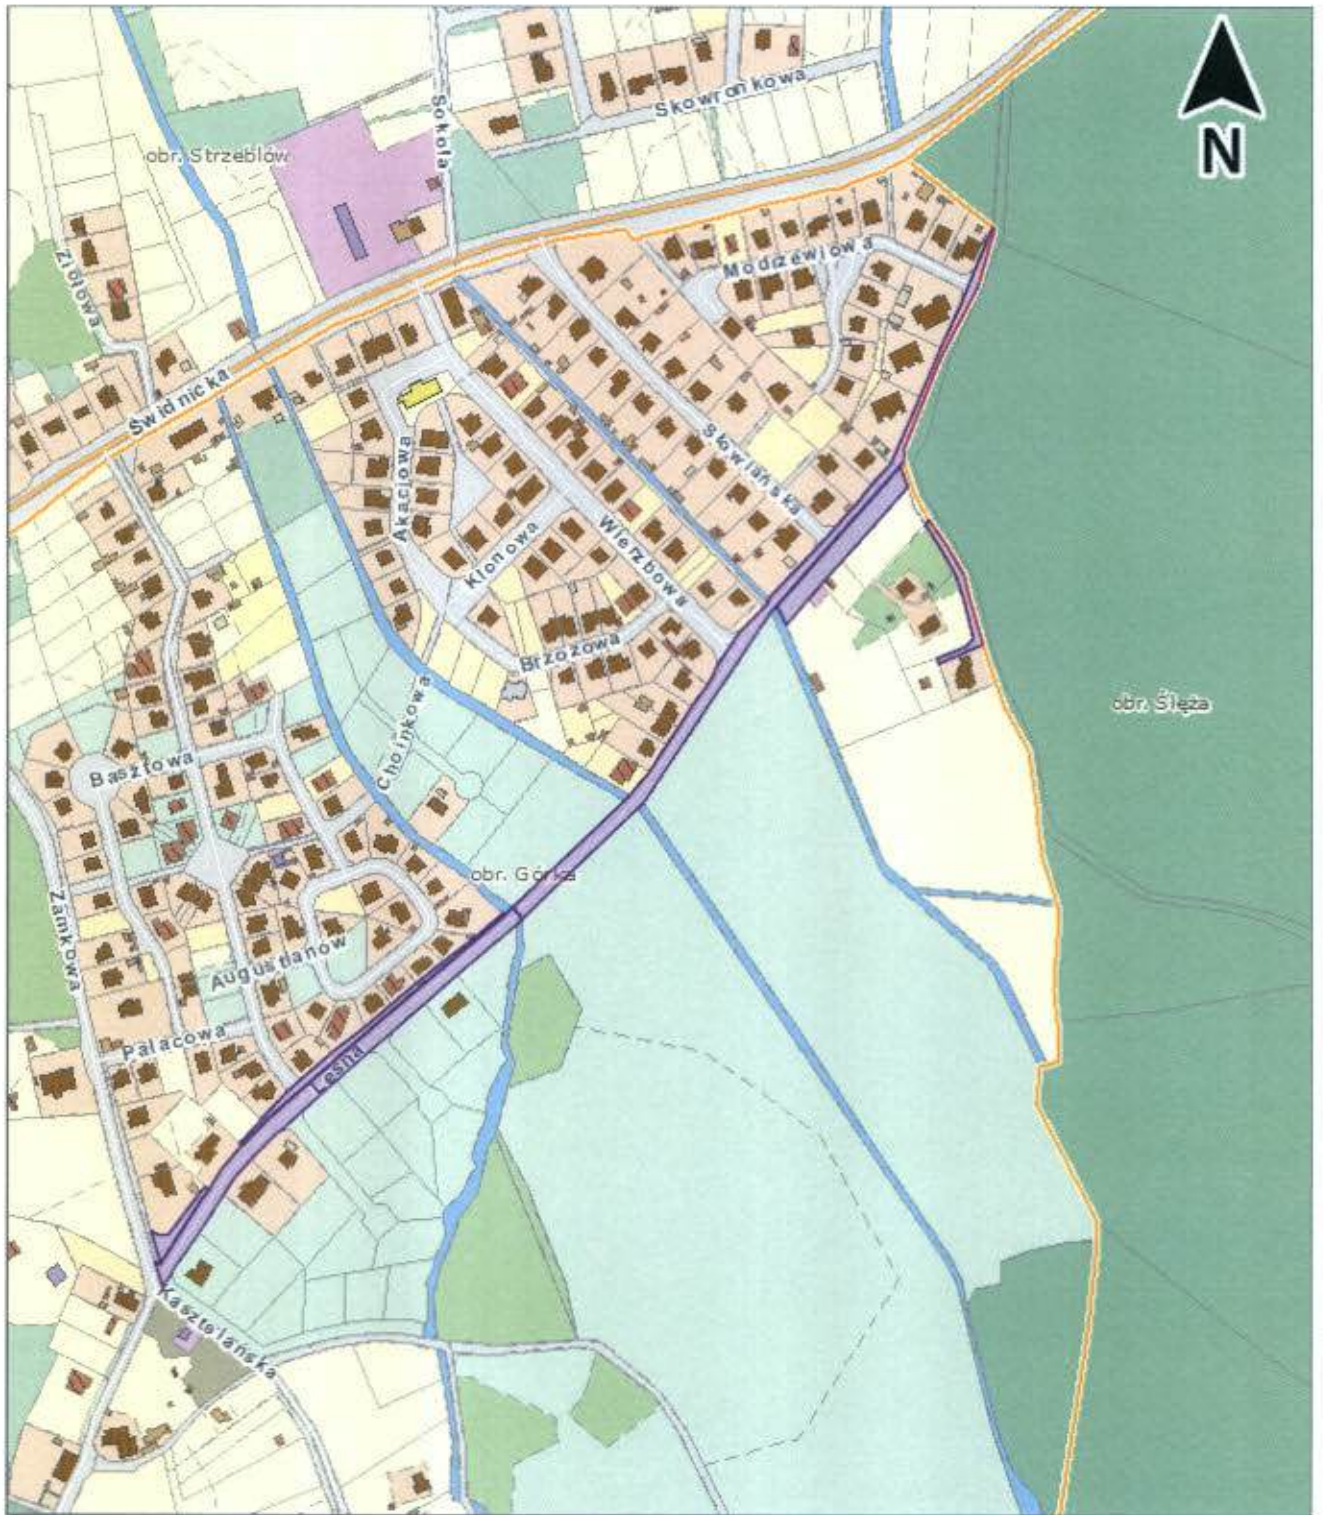 N
Skowronkowa
Sokola
obr. Strzeblów
Ziołowa
Modrzewiowa
Świdnicka
Słowiańska
Akacjowa
Klonowa
Wierzbowa
Brzozowa
Choinkowa
obr. Ślęża
Basztowa
obr. Górka
Zamkowa
Augustianów
Pałacowa
Leśna
Kasztelańska